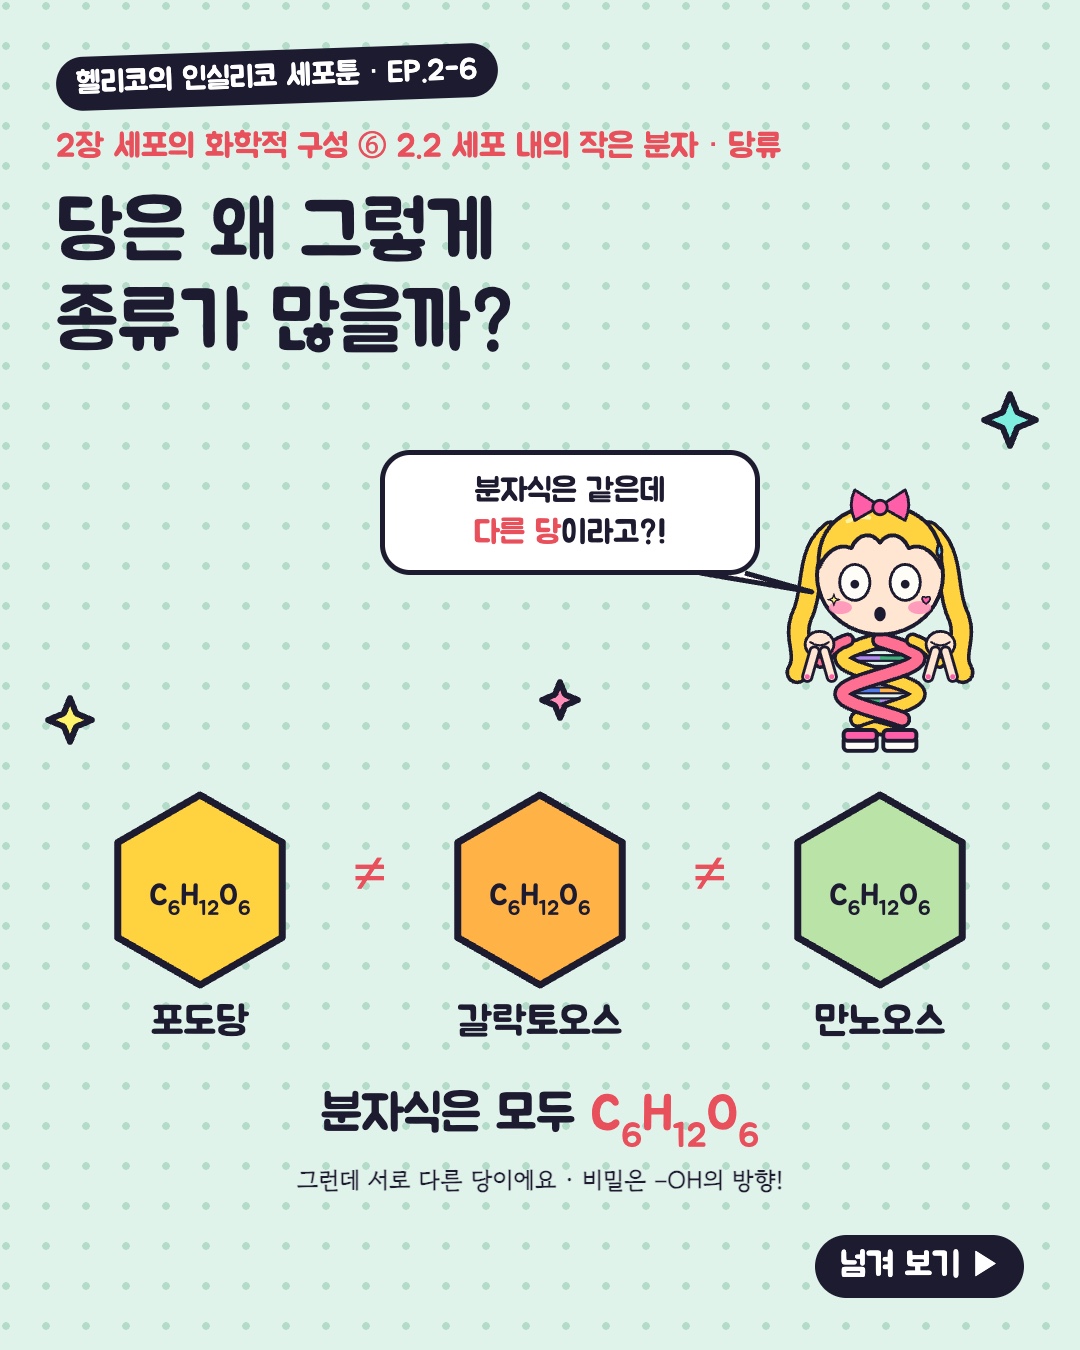 헬리코의 인실리코 세포툰 · EP.2-6
2장 세포의 화학적 구성 ⑥ 2.2 세포 내의 작은 분자 · 당류
당은 왜 그렇게
종류가 많을까?
분자식은 같은데
다른 당이라고?!
C₆H₁₂O₆ ≠ C₆H₁₂O₆ ≠ C₆H₁₂O₆
포도당 갈락토오스 만노오스
분자식은 모두 C₆H₁₂O₆
그런데 서로 다른 당이에요 · 비밀은 –OH의 방향!
넘겨 보기 ▶